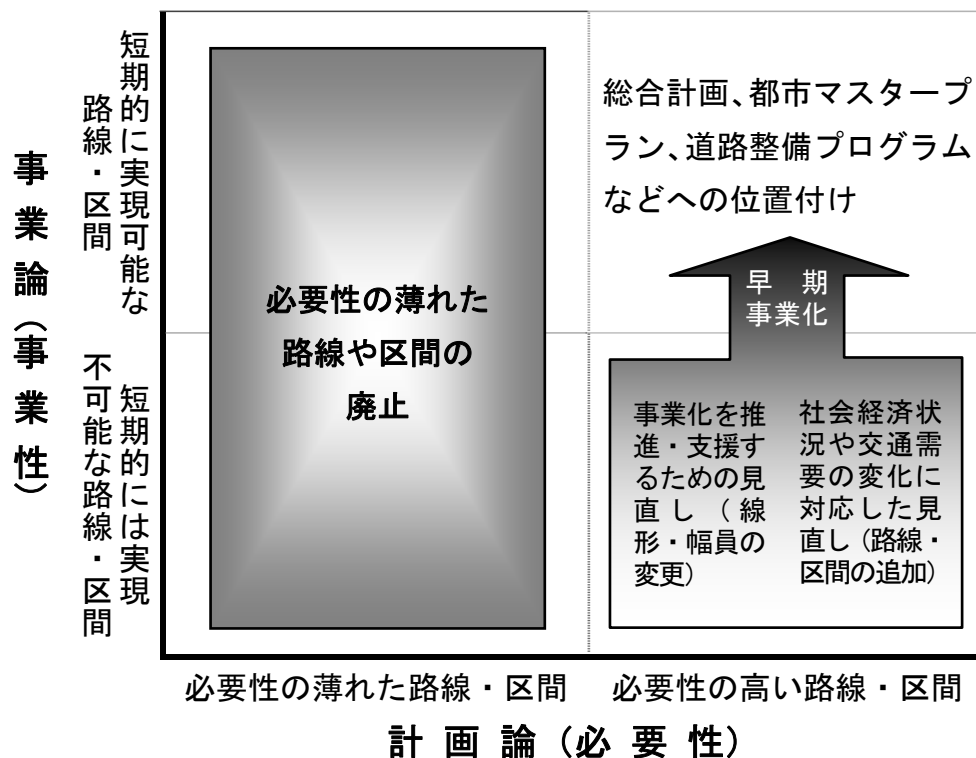 事業論（事業性）
短期的に実現可能な
路線・区間
短期的には実現
不可能な路線・区間
必要性の薄れた
路線や区間の
廃止
総合計画、都市マスタープ
ラン、道路整備プログラム
などへの位置付け
早　期
事業化
事業化を推
進・支援す
るための見
直し（線
形・幅員の
変更）
社会経済状
況や交通需
要の変化に
対応した見
直し（路線・
区間の追加）
必要性の薄れた路線・区間
必要性の高い路線・区間
計 画 論（必 要 性）